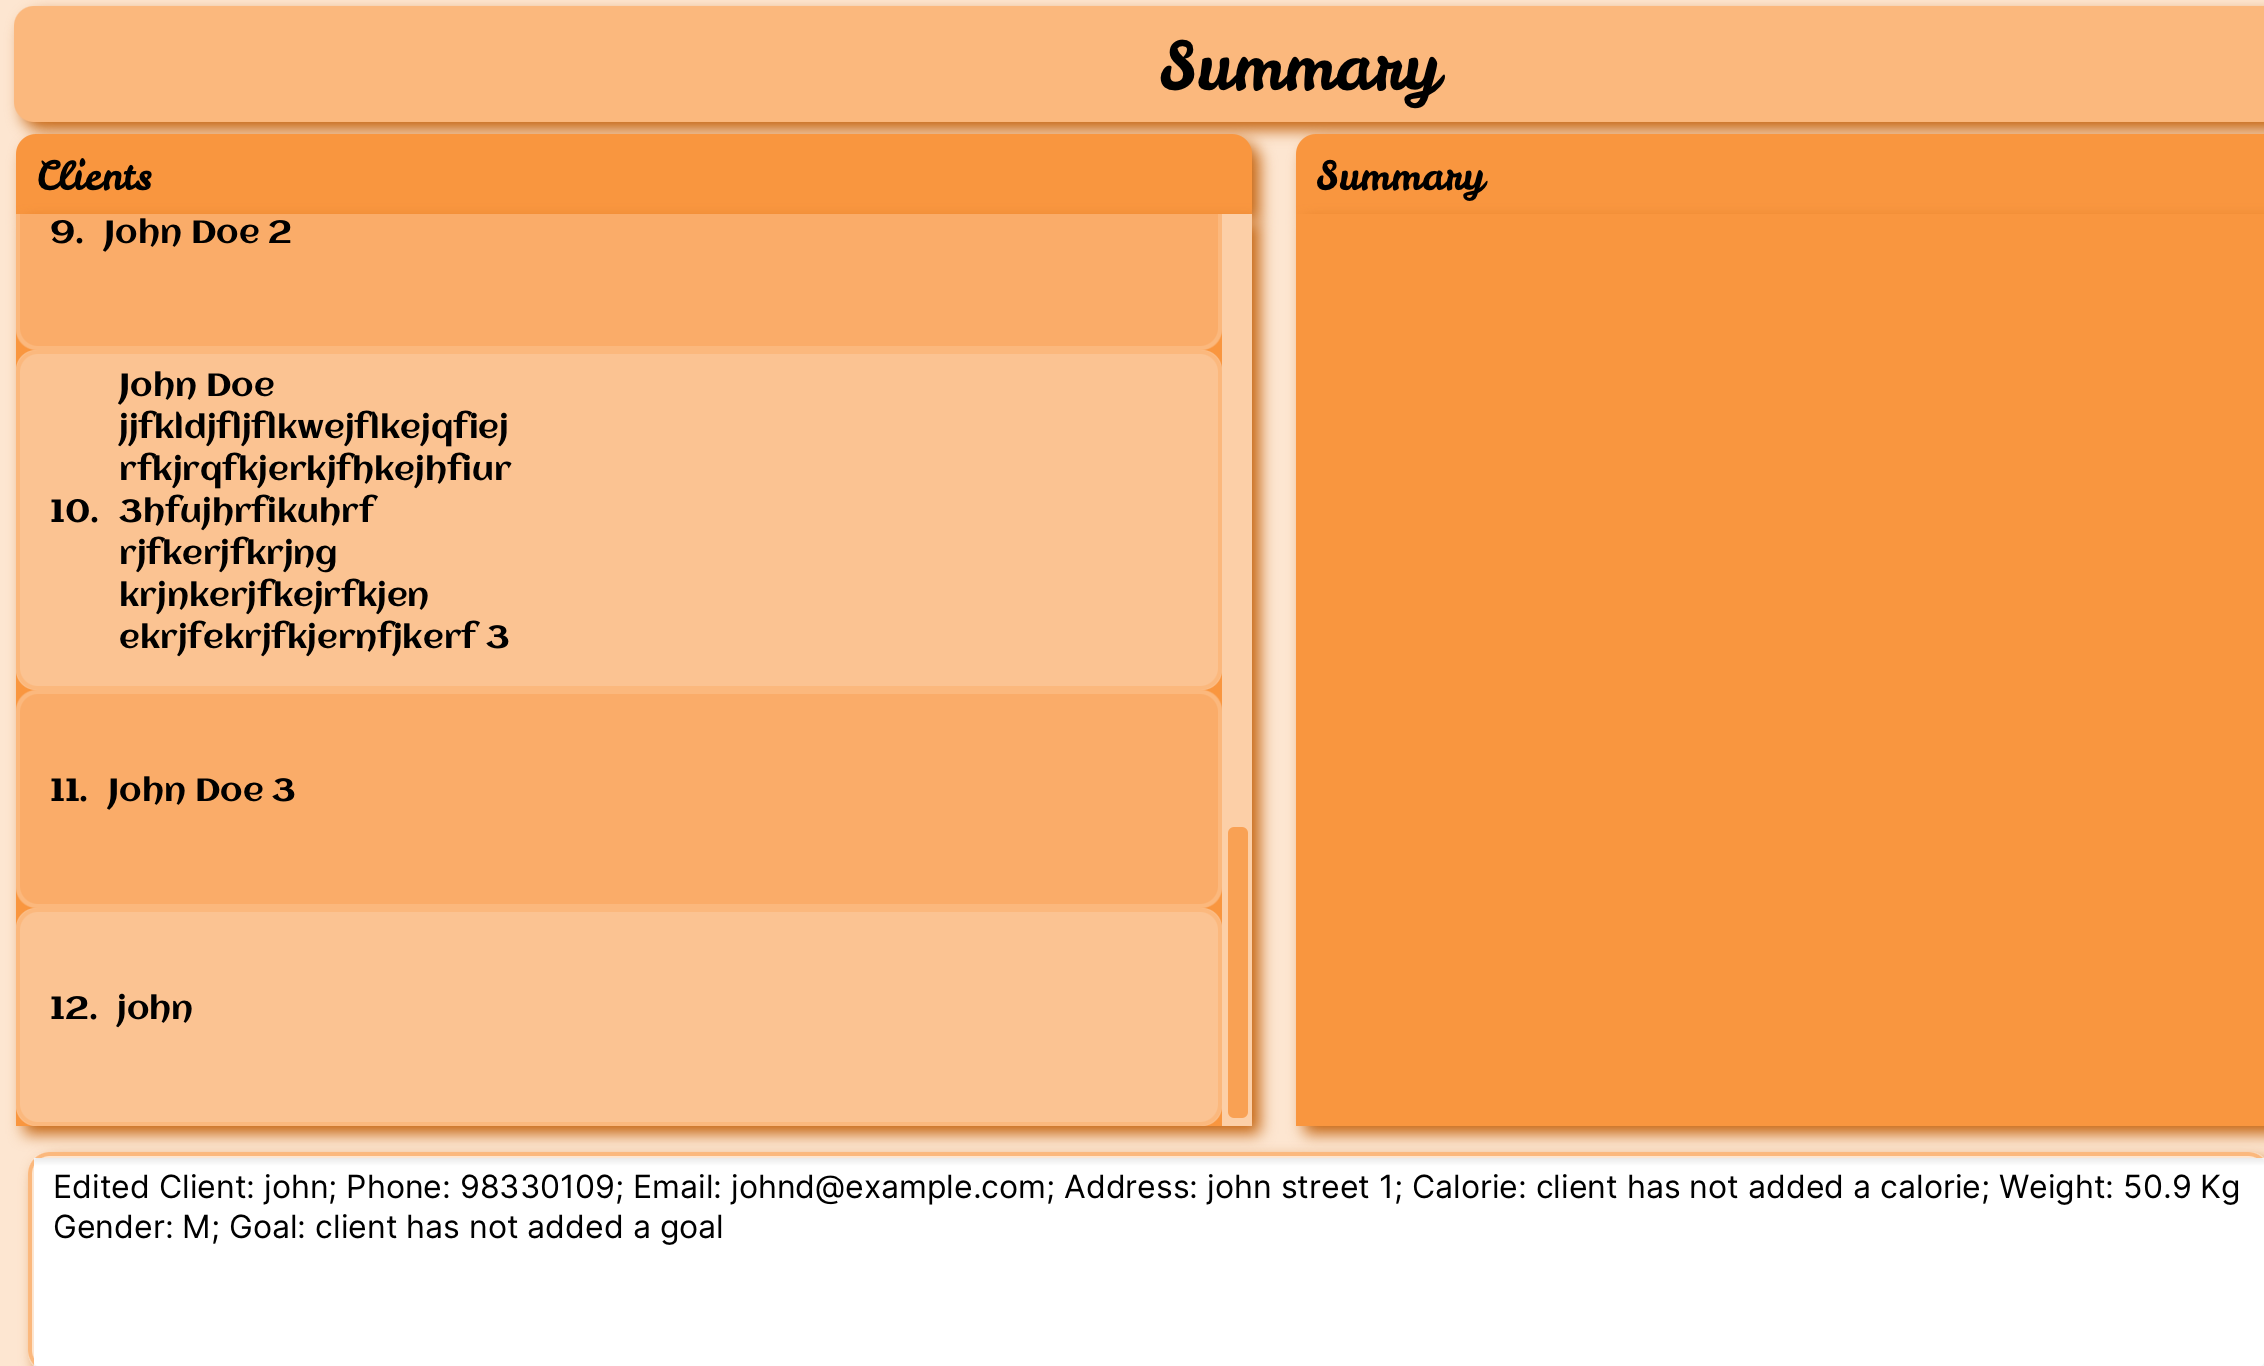 Summary
Clients
9. John Doe 2
John Doe
jjfkldjfljflkwejflkejqfiej
rfkjrqfkjerkjfhkejhfiur
10. 3hfujhrfikuhrf
rjfkerjfkrjng
krjnkerjfkejrfkjen
ekrjfekrjfkjernfjkerf 3
11. John Doe 3
12. john
Summary
Edited Client: john; Phone: 98330109; Email: johnd@example.com; Address: john street 1; Calorie: client has not added a calorie; Weight: 50.9 Kg
Gender: M; Goal: client has not added a goal